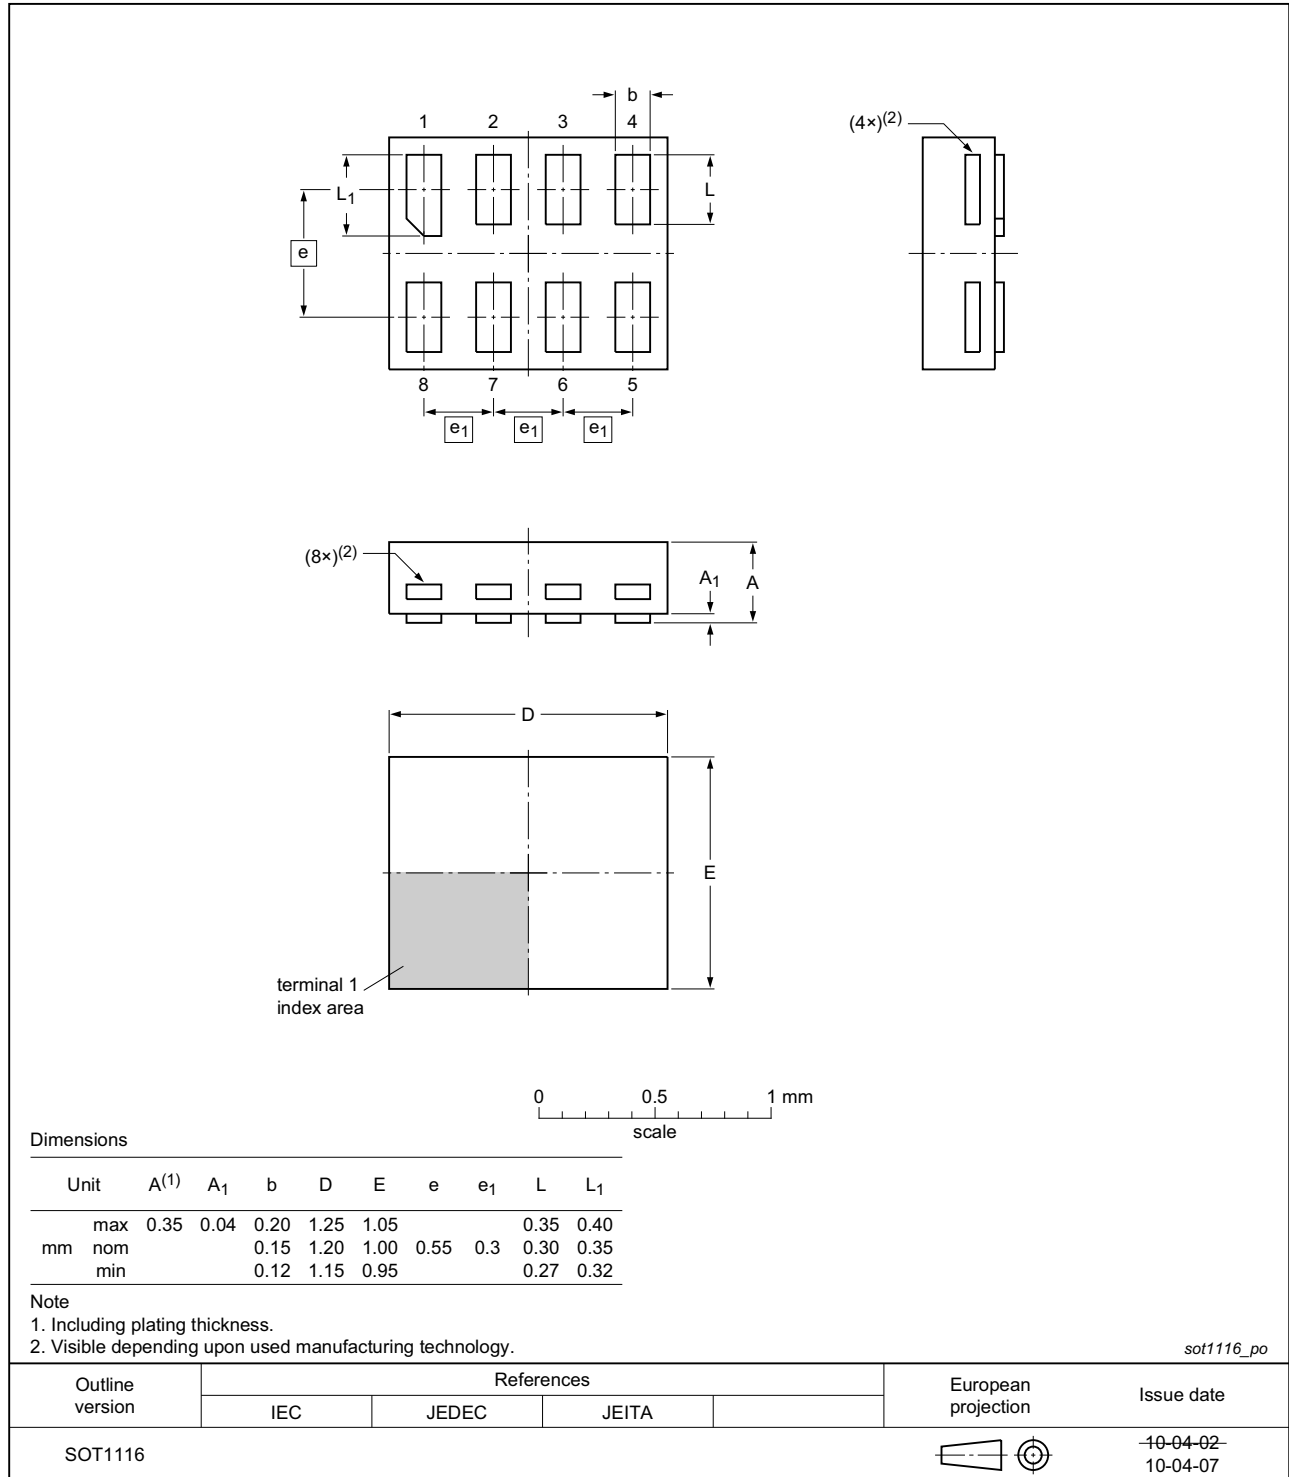 b
1 2 3 4
(4×)(2)
L1
L
e
8 7 6 5
e1 e1 e1
(8×)(2)
A1 A
D
E
terminal 1
index area
0 0.5 1 mm
scale
Dimensions
Unit A(1) A1 b D E e e1 L L1
max 0.35 0.04 0.20 1.25 1.05 0.35 0.40
mm nom 0.15 1.20 1.00 0.55 0.3 0.30 0.35
min 0.12 1.15 0.95 0.27 0.32
Note
1. Including plating thickness.
2. Visible depending upon used manufacturing technology.
sot1116_po
Outline version References European projection Issue date
IEC JEDEC JEITA
SOT1116 10-04-02
10-04-07